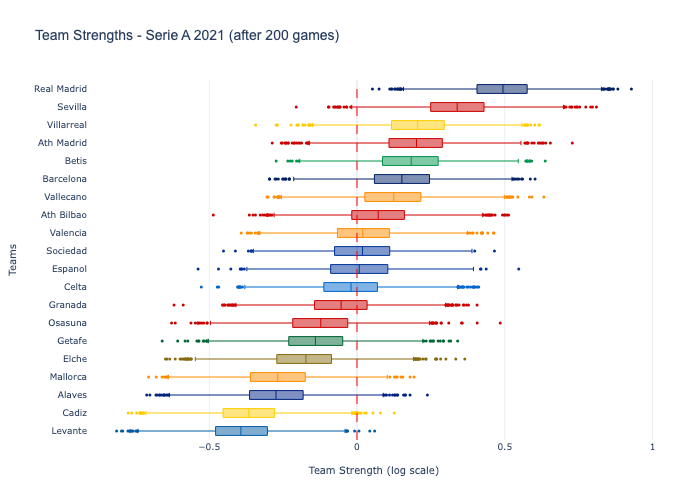 Team Strengths - Serie A 2021 (after 200 games)
Real Madrid
Sevilla
Villarreal
Ath Madrid
Betis
Barcelona
Vallecano
Ath Bilbao
Valencia
Sociedad
Espanol
Celta
Granada
Osasuna
Getafe
Elche
Mallorca
Alaves
Cadiz
Levante
Teams
−0.5 0 0.5 1
Team Strength (log scale)